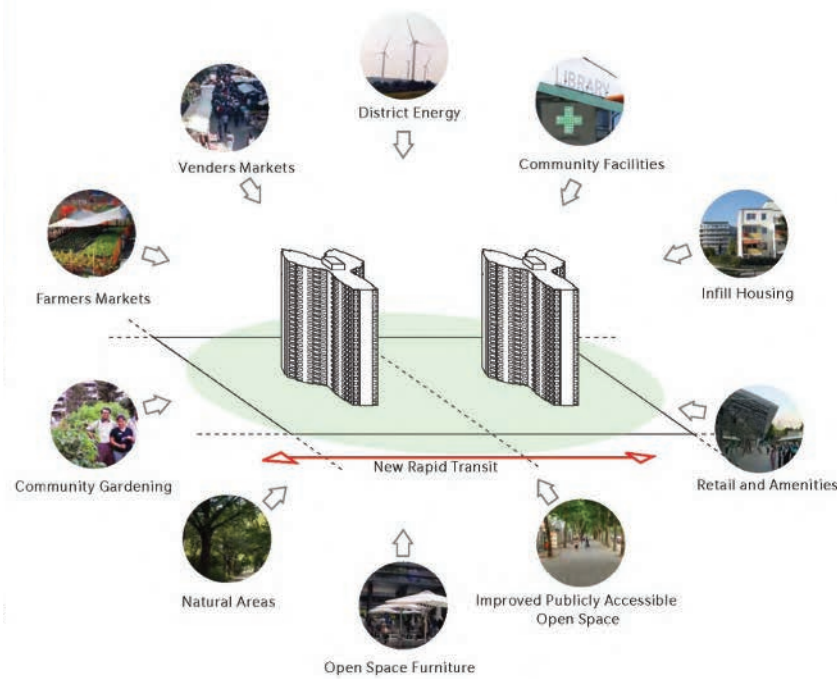 District Energy
Venders Markets
LIBRARY
Community Facilities
Farmers Markets
Infill Housing
Community Gardening
New Rapid Transit
Retail and Amenities
Natural Areas
Improved Publicly Accessible
Open Space
Open Space Furniture